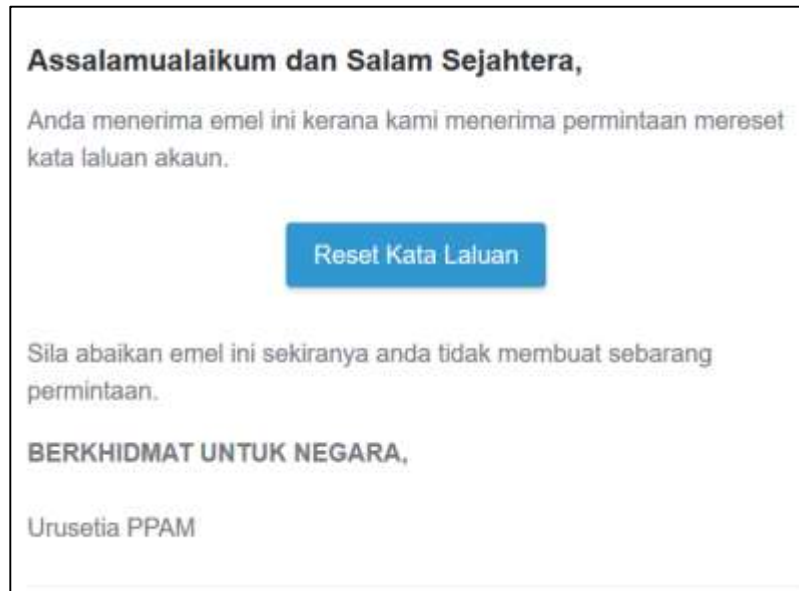 Assalamualaikum dan Salam Sejahtera,
Anda menerima emel ini kerana kami menerima permintaan mereset
kata laluan akaun.
Reset Kata Laluan
Sila abaikan emel ini sekiranya anda tidak membuat sebarang
permintaan.
BERKHIDMAT UNTUK NEGARA,
Urusetia PPAM